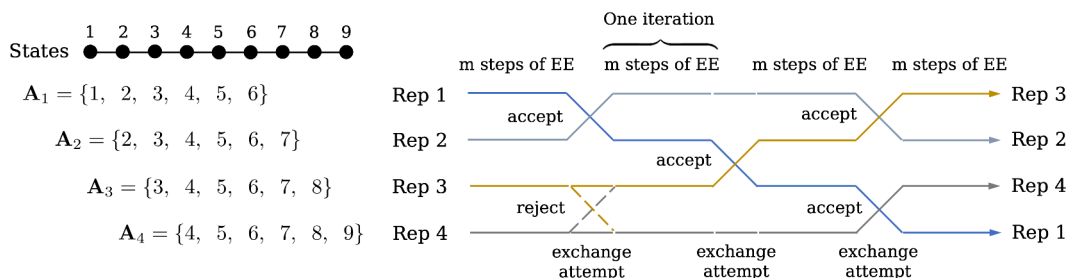 One iteration
1 2 3 4 5 6 7 8 9
States
m steps of EE m steps of EE m steps of EE m steps of EE
A₁ = {1, 2, 3, 4, 5, 6}
Rep 1
Rep 3
accept
accept
A₂ = {2, 3, 4, 5, 6, 7}
Rep 2
Rep 2
accept
A₃ = {3, 4, 5, 6, 7, 8}
Rep 3
Rep 4
reject
accept
A₄ = {4, 5, 6, 7, 8, 9}
Rep 4
Rep 1
exchange
attempt
exchange
attempt
exchange
attempt